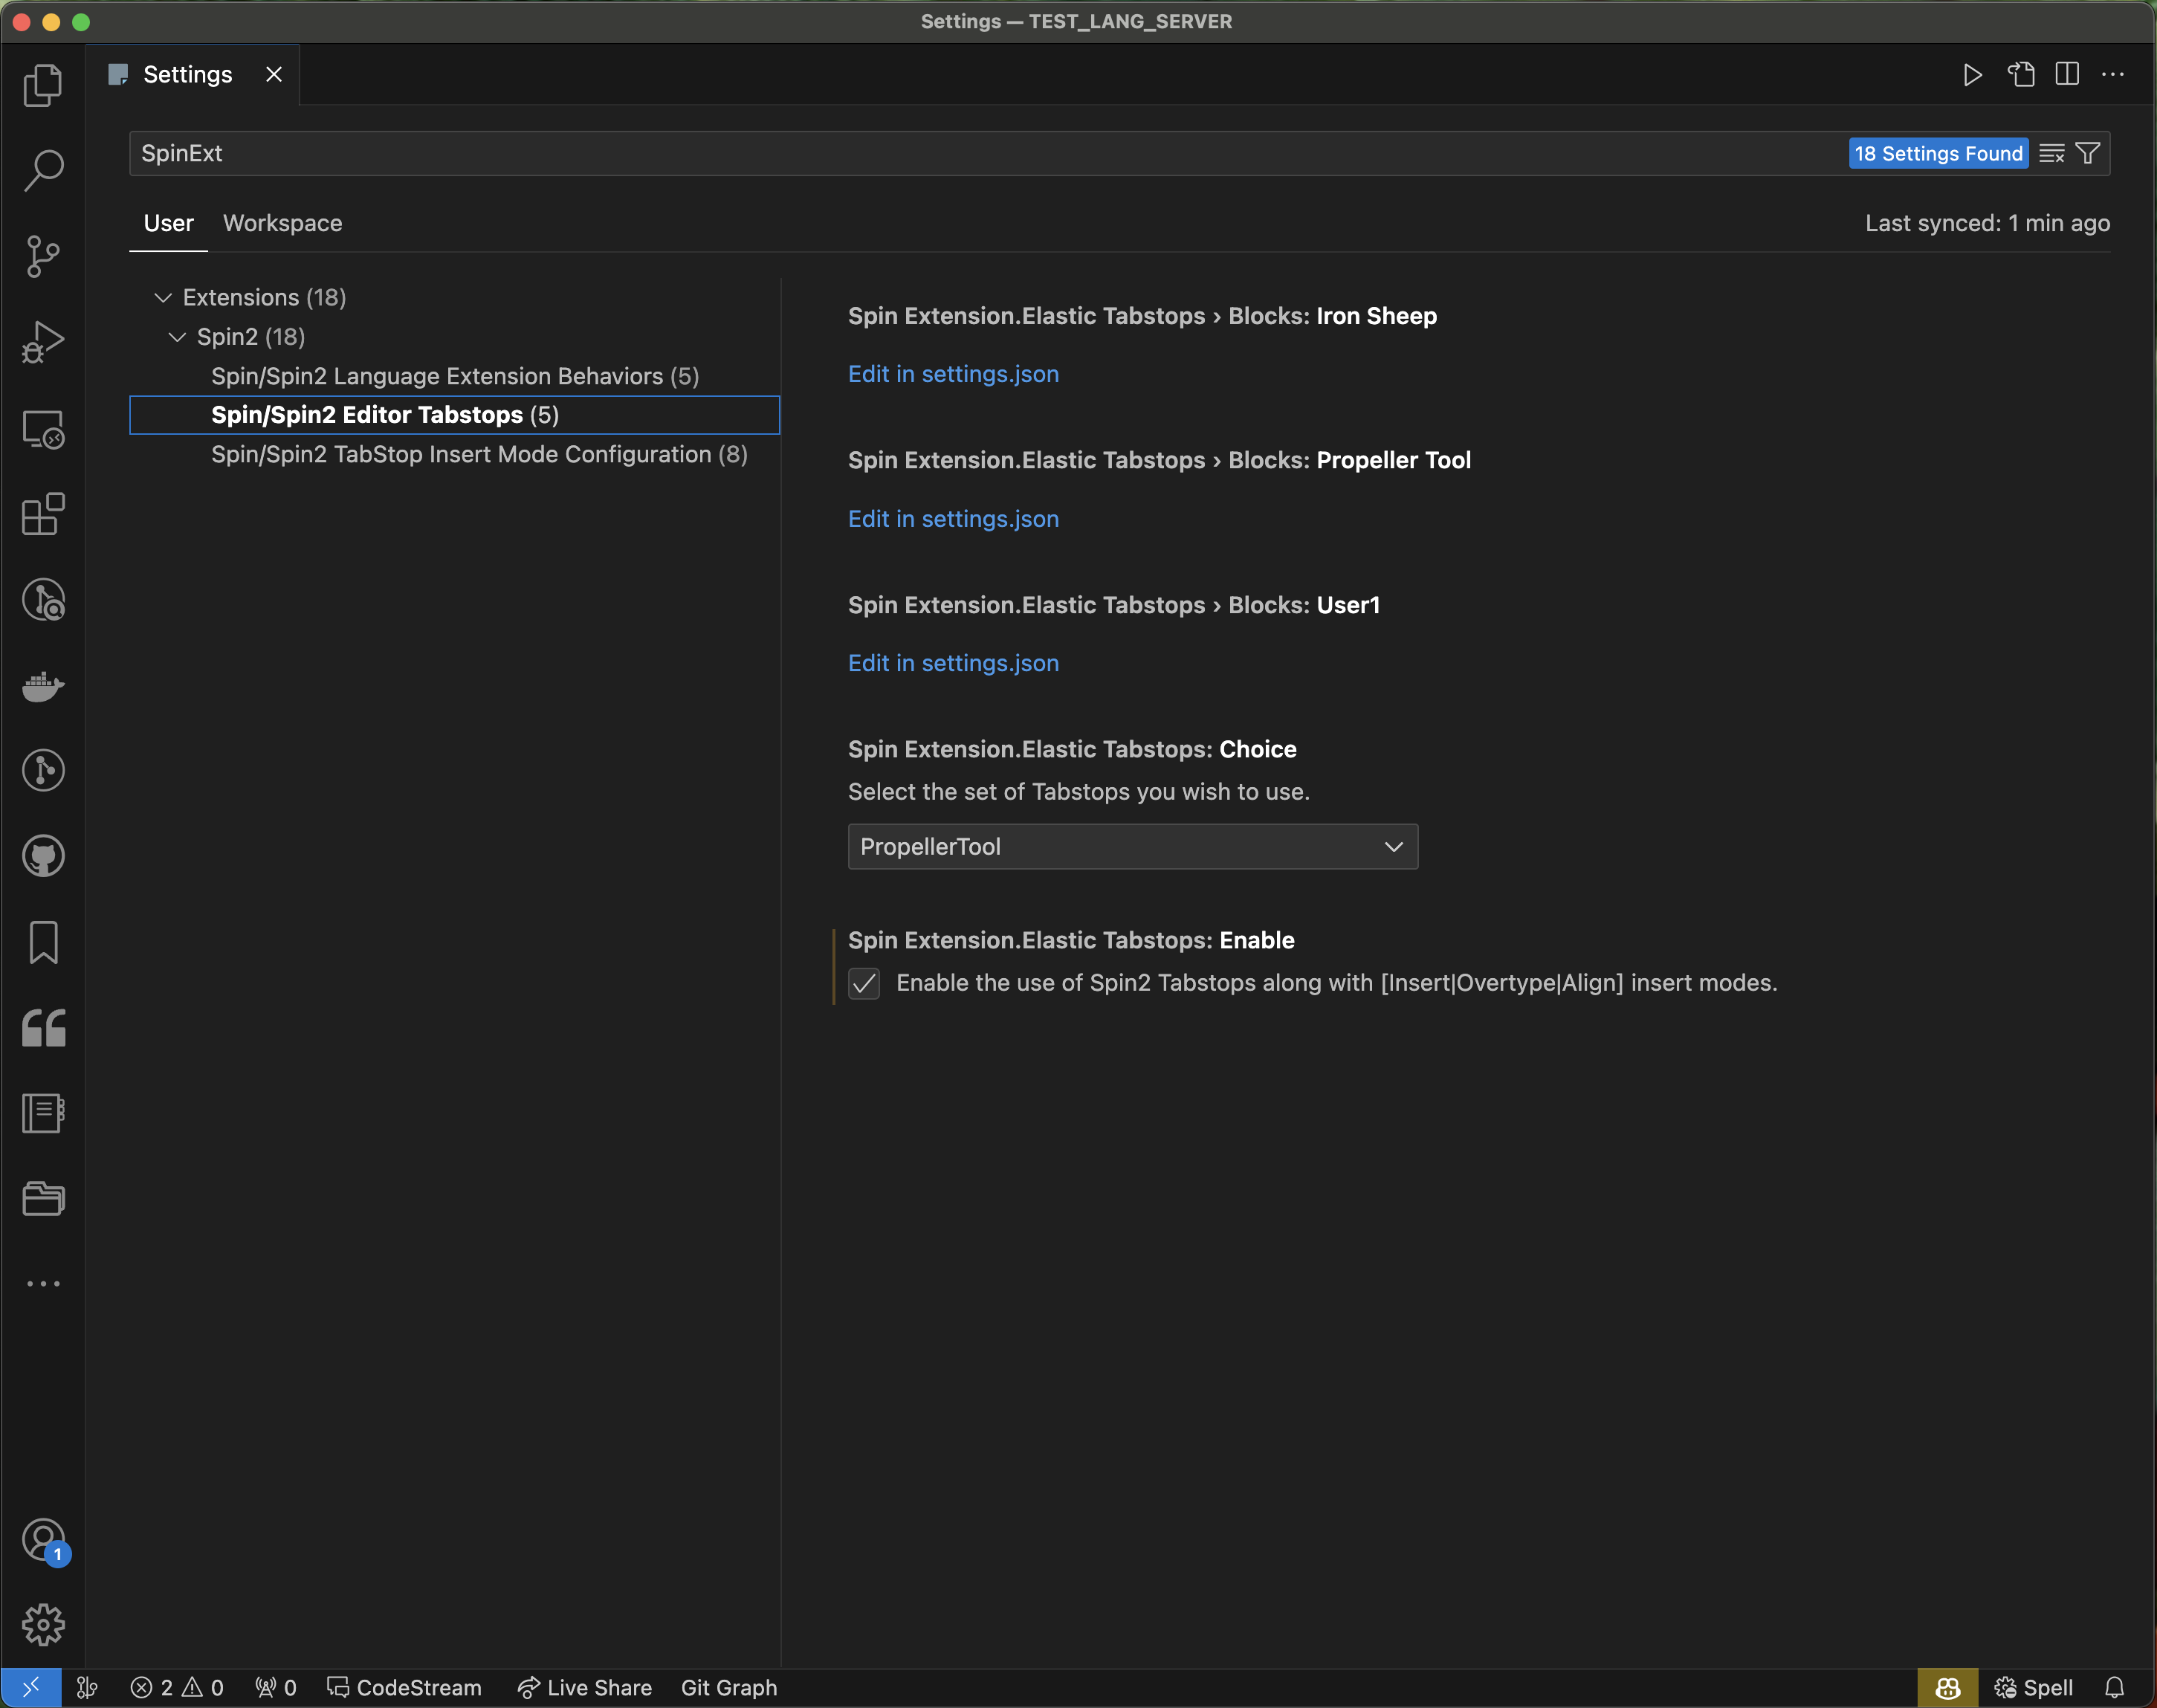 Settings — TEST_LANG_SERVER
Settings
SpinExt
18 Settings Found
User
Workspace
Last synced: 1 min ago
Extensions (18)
Spin2 (18)
Spin/Spin2 Language Extension Behaviors (5)
Spin/Spin2 Editor Tabstops (5)
Spin/Spin2 TabStop Insert Mode Configuration (8)
Spin Extension.Elastic Tabstops › Blocks: Iron Sheep
Edit in settings.json
Spin Extension.Elastic Tabstops › Blocks: Propeller Tool
Edit in settings.json
Spin Extension.Elastic Tabstops › Blocks: User1
Edit in settings.json
Spin Extension.Elastic Tabstops: Choice
Select the set of Tabstops you wish to use.
PropellerTool
Spin Extension.Elastic Tabstops: Enable
Enable the use of Spin2 Tabstops along with [Insert|Overtype|Align] insert modes.
1
2 0 0 CodeStream Live Share Git Graph Spell